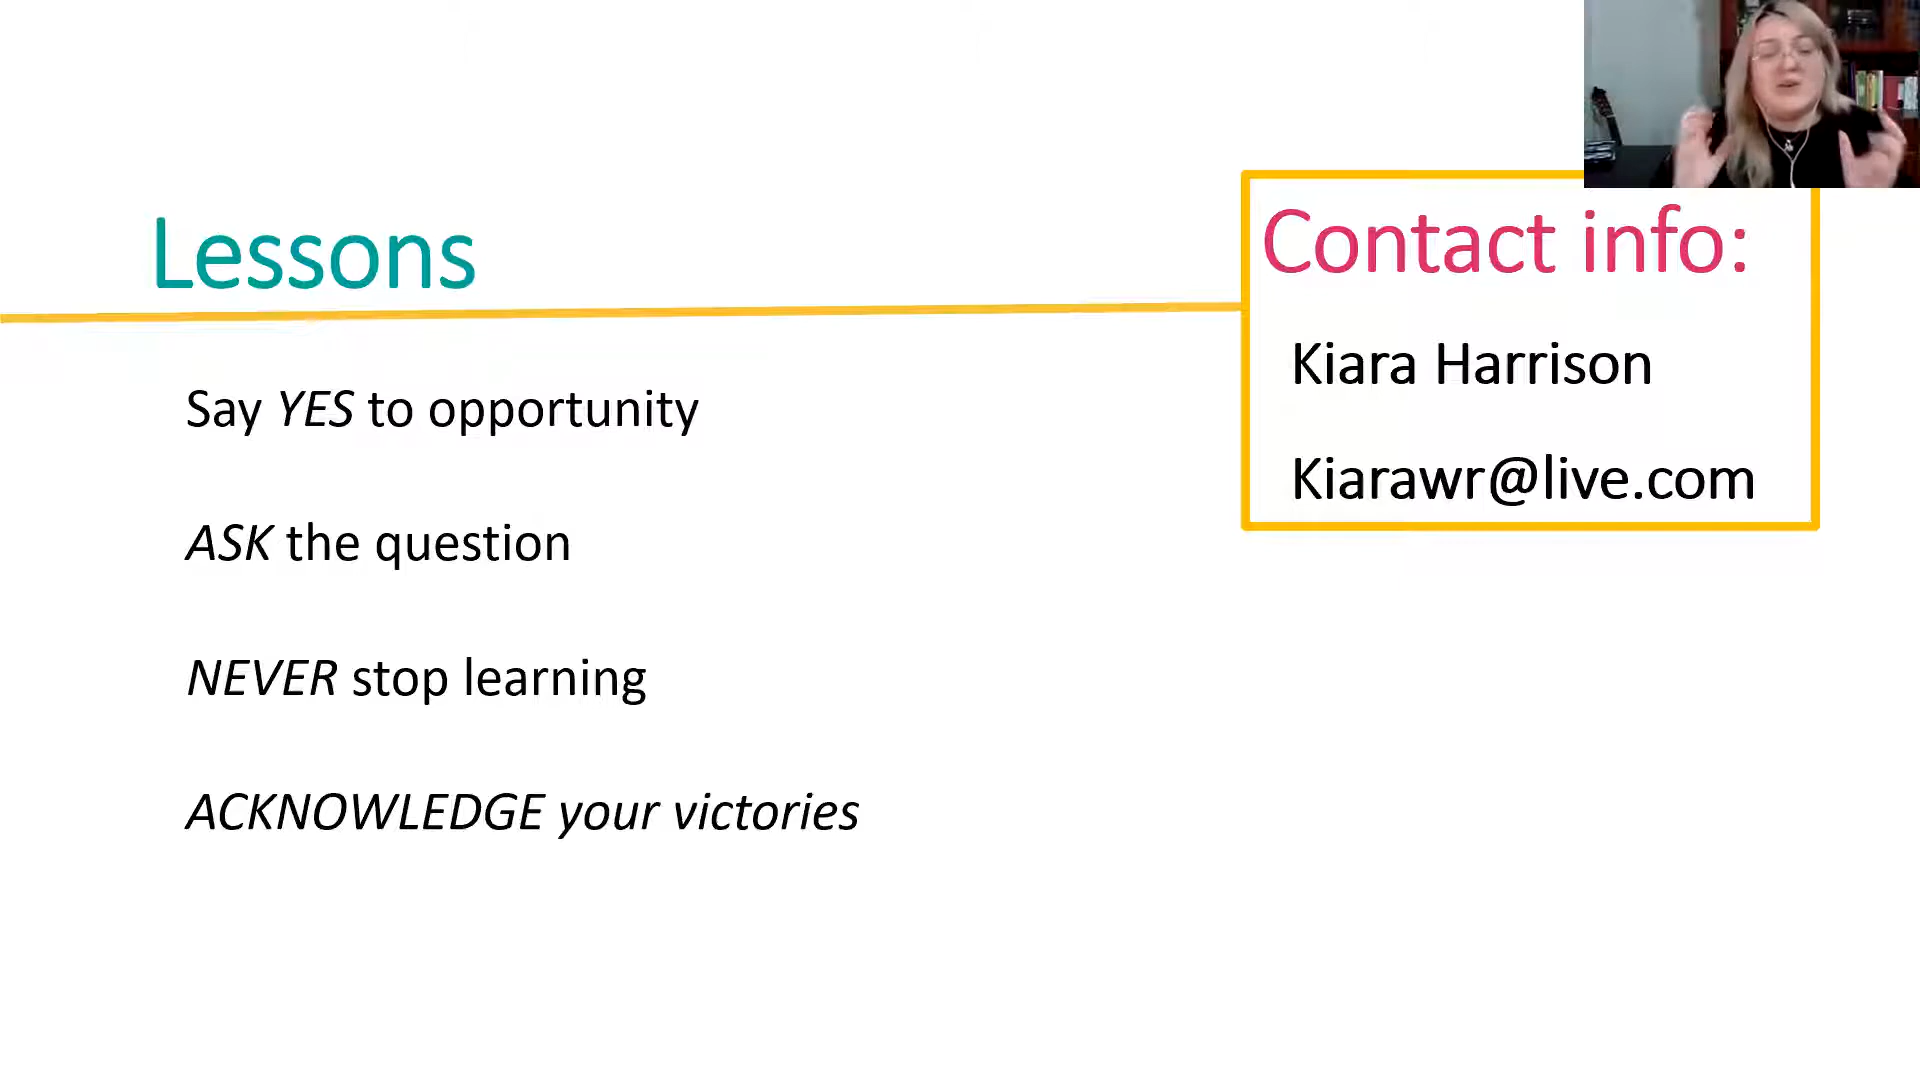 Lessons
Say YES to opportunity
ASK the question
NEVER stop learning
ACKNOWLEDGE your victories
Contact info:
Kiara Harrison
Kiarawr@live.com